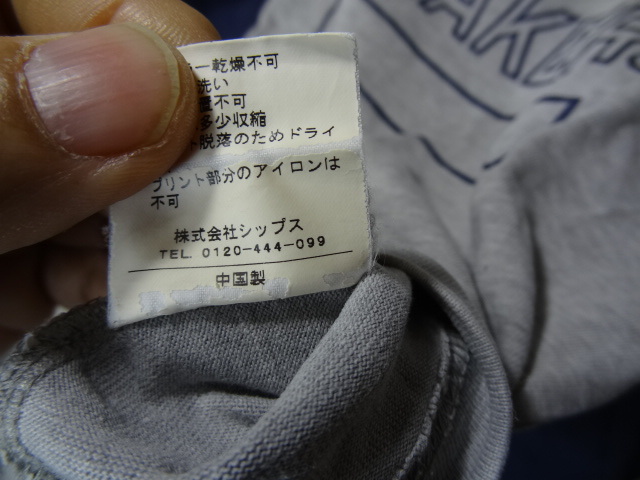 ー乾燥不可
洗い
不可
多少収縮
脱落のためドライ
プリント部分のアイロンは
不可
株式会社シップス
TEL. 0120-444-099
中国製